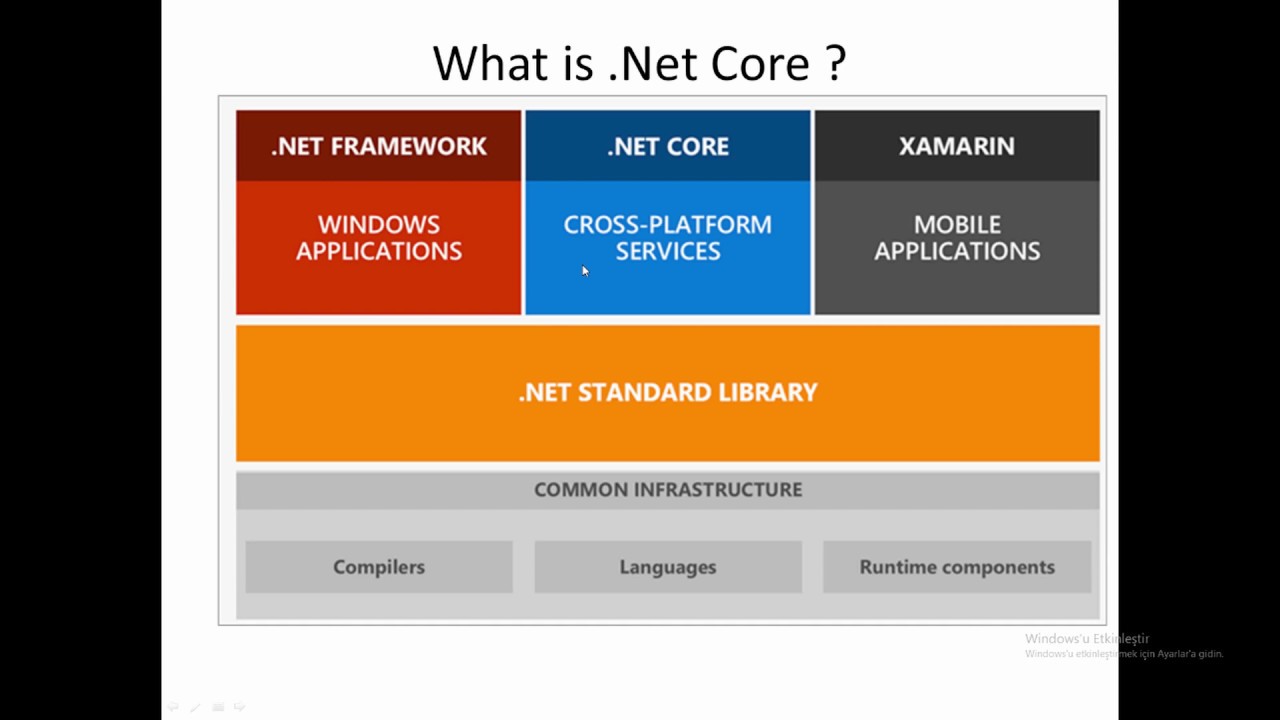 What is .Net Core ?
.NET FRAMEWORK
WINDOWS
APPLICATIONS
.NET CORE
CROSS-PLATFORM
SERVICES
XAMARIN
MOBILE
APPLICATIONS
.NET STANDARD LIBRARY
COMMON INFRASTRUCTURE
Compilers
Languages
Runtime components
Windows'u Etkinleştir
Windows'u etkinleştirmek için Ayarlar'a gidin.